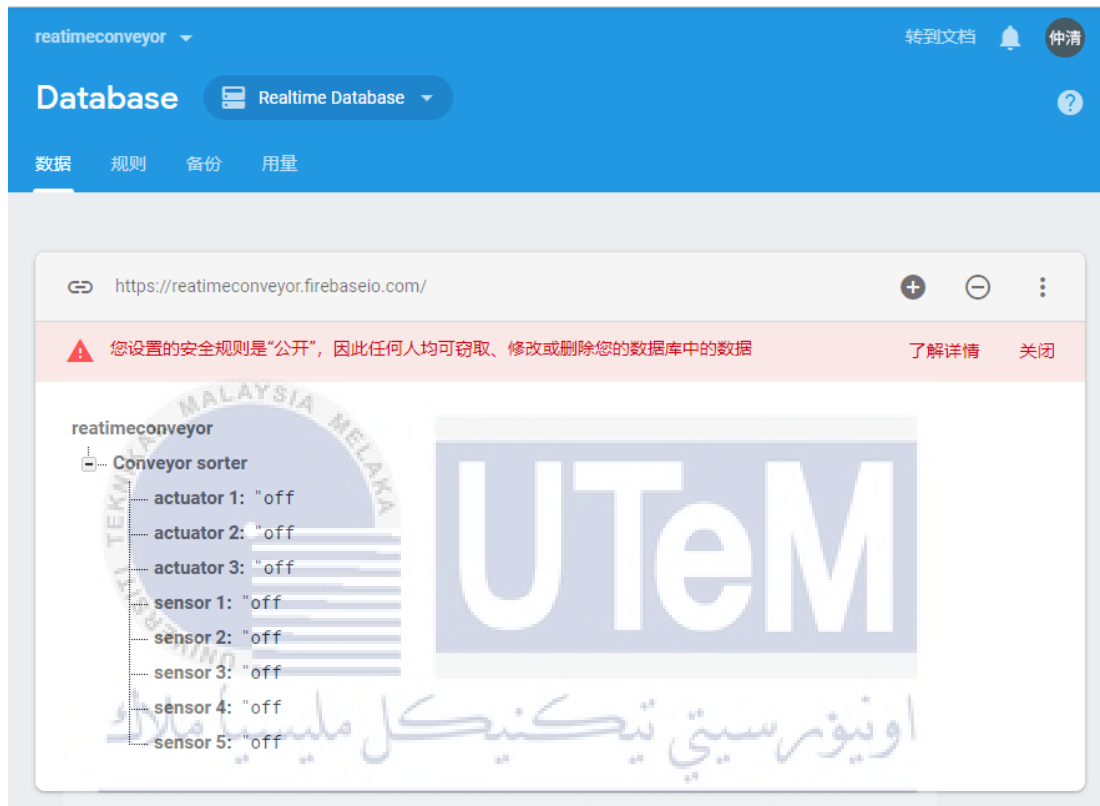 reatimeconveyor 转到文档 仲清
Database Realtime Database
数据 规则 备份 用量
https://reatimeconveyor.firebaseio.com/
您设置的安全规则是“公开”，因此任何人均可窃取、修改或删除您的数据库中的数据 了解详情 关闭
reatimeconveyor
Conveyor sorter
actuator 1: "off
actuator 2: "off
actuator 3: "off
sensor 1: "off
sensor 2: "off
sensor 3: "off
sensor 4: "off
sensor 5: "off
UNIVERSITI TEKNIKAL MALAYSIA MELAKA
UTeM
اونيۏرسيتي تيكنيكل مليسيا ملاك